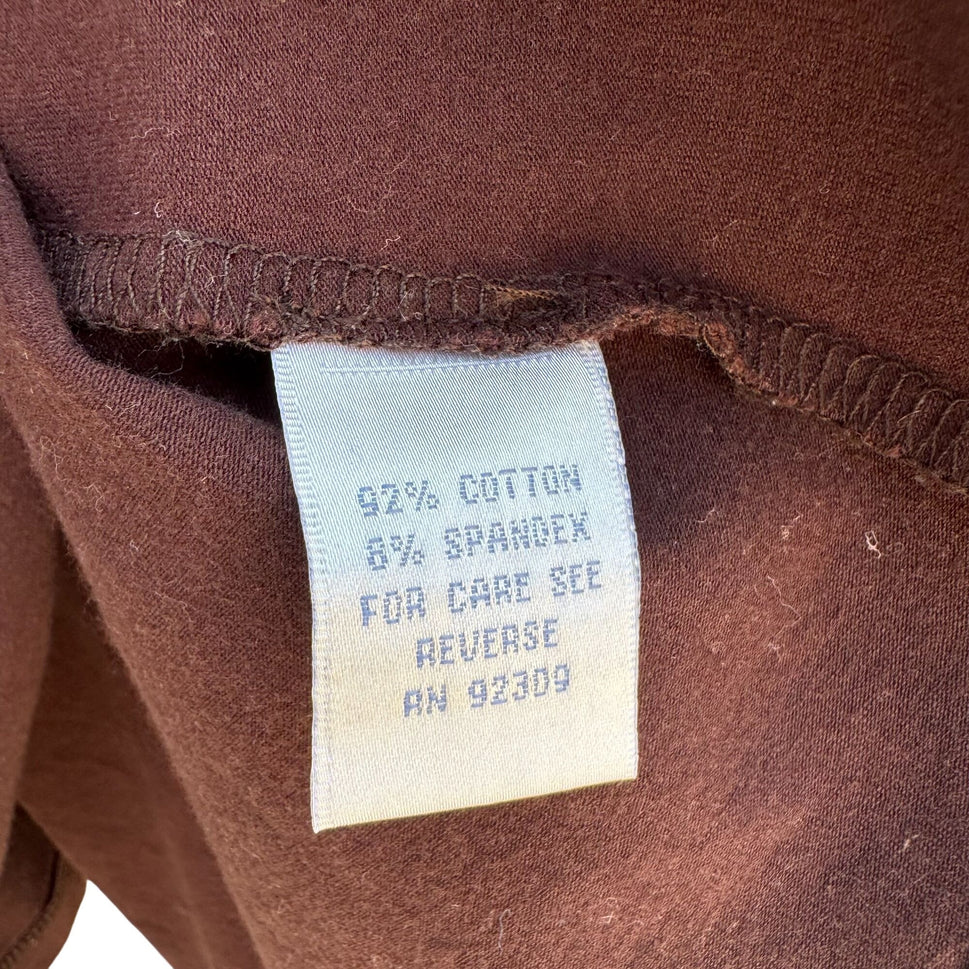 92% COTTON
8% SPANDEX
FOR CARE SEE
REVERSE
RN 92309